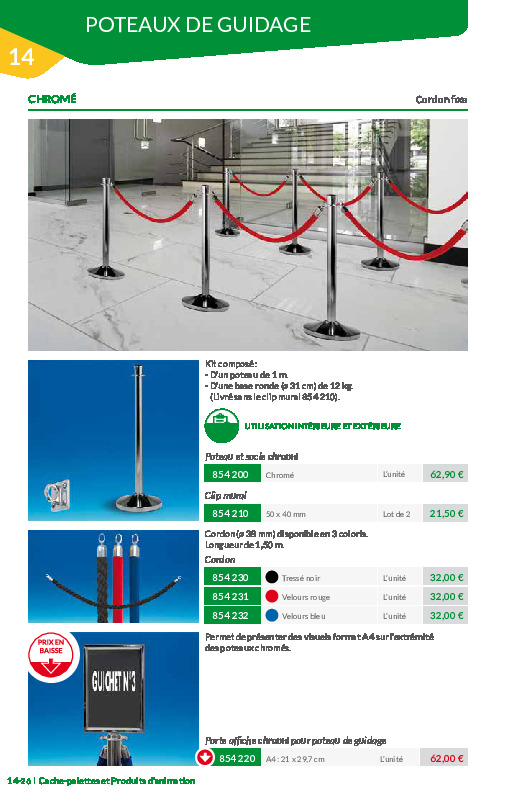 POTEAUX DE GUIDAGE
14
CHROMÉ
Cordon fixe
Kit composé:
- D'un poteau de 1 m.
- D'une base ronde (ø 31 cm) de 12 kg.
(Livré sans le clip mural 854 210).
UTILISATION INTÉRIEURE ET EXTÉRIEURE
Poteau et socle chromé
854 200 Chromé L'unité 62,90 €
Clip mural
854 210 50 x 40 mm Lot de 2 21,50 €
Cordon (ø 38 mm) disponible en 3 coloris.
Longueur de 1,50 m.
Cordon
854 230 Tressé noir L'unité 32,00 €
854 231 Velours rouge L'unité 32,00 €
854 232 Velours bleu L'unité 32,00 €
PRIX EN
BAISSE
GUICHET N°3
Permet de présenter des visuels format A4 sur l'extrémité
des poteaux chromés.
Porte affiche chromé pour poteau de guidage
854 220 A4 : 21 x 29,7 cm L'unité 62,00 €
14-26 | Cache-palettes et Produits d'animation